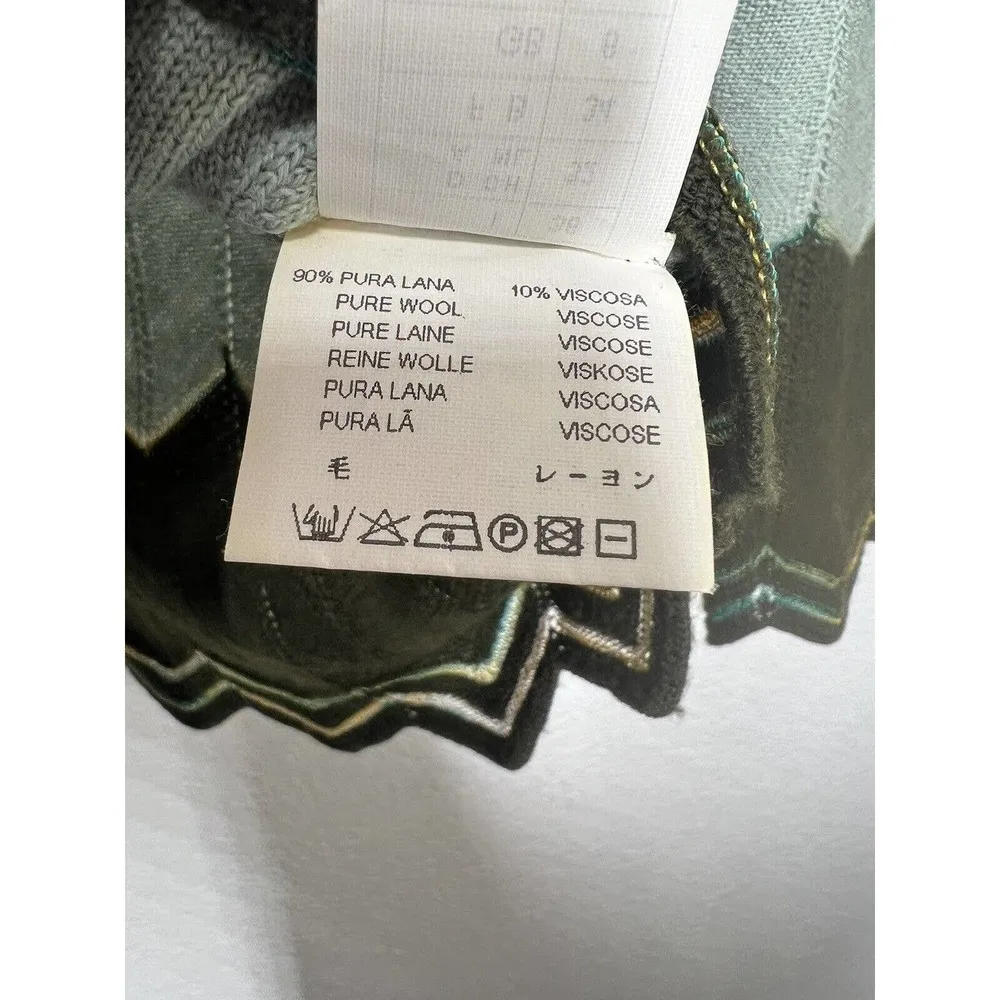 90% PURA LANA 10% VISCOSA
PURE WOOL VISCOSE
PURE LAINE VISCOSE
REINE WOLLE VISKOSE
PURA LANA VISCOSA
PURA LÃ VISCOSE
毛 レーヨン
P